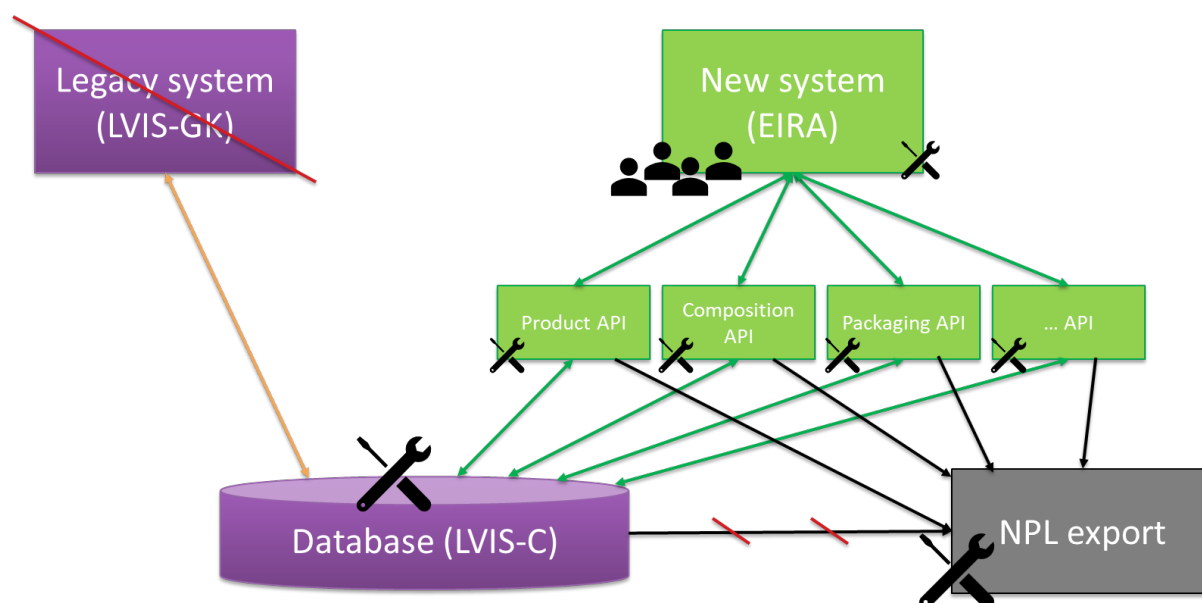 Legacy system
(LVIS-GK)
New system
(EIRA)
Product API
Composition
API
Packaging API
... API
Database (LVIS-C)
NPL export